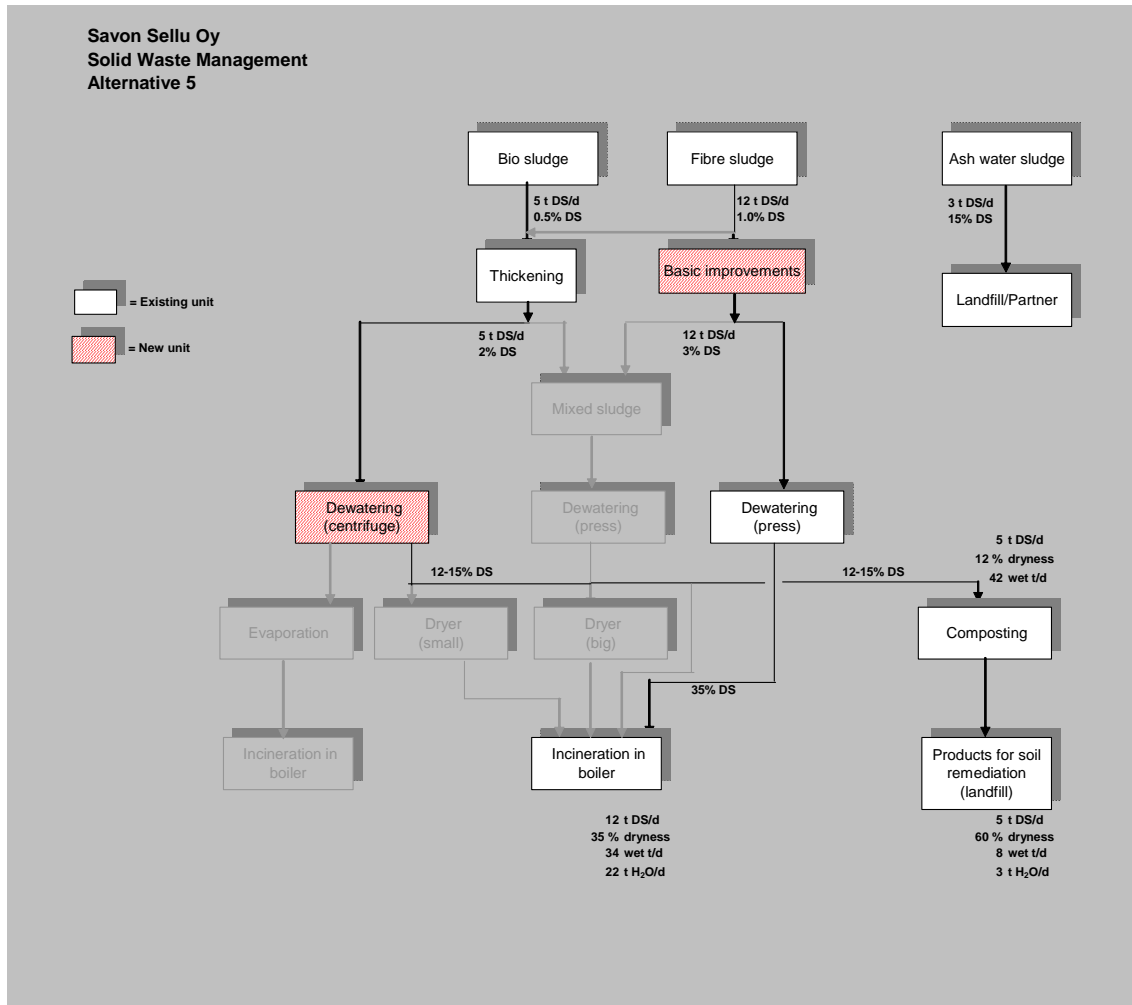 Savon Sellu Oy
Solid Waste Management
Alternative 5
Bio sludge
Fibre sludge
Ash water sludge
5 t DS/d
0.5% DS
12 t DS/d
1.0% DS
3 t DS/d
15% DS
Thickening
Basic improvements
Landfill/Partner
= Existing unit
= New unit
5 t DS/d
2% DS
12 t DS/d
3% DS
Mixed sludge
Dewatering
(centrifuge)
Dewatering
(press)
Dewatering
(press)
5 t DS/d
12 % dryness
42 wet t/d
12-15% DS
12-15% DS
Evaporation
Dryer
(small)
Dryer
(big)
Composting
35% DS
Incineration in
boiler
Incineration in
boiler
Products for soil
remediation
(landfill)
12 t DS/d
35 % dryness
34 wet t/d
22 t H₂O/d
5 t DS/d
60 % dryness
8 wet t/d
3 t H₂O/d